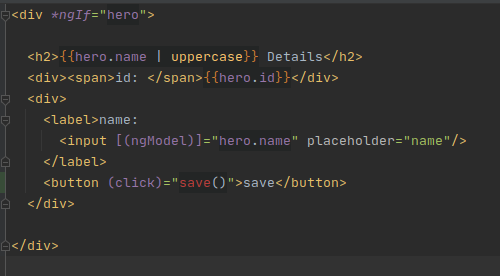 <div *ngIf="hero">
<h2>{{hero.name | uppercase}} Details</h2>
<div><span>id: </span>{{hero.id}}</div>
<div>
<label>name:
<input [(ngModel)]="hero.name" placeholder="name"/>
</label>
<button (click)="save()">save</button>
</div>
</div>